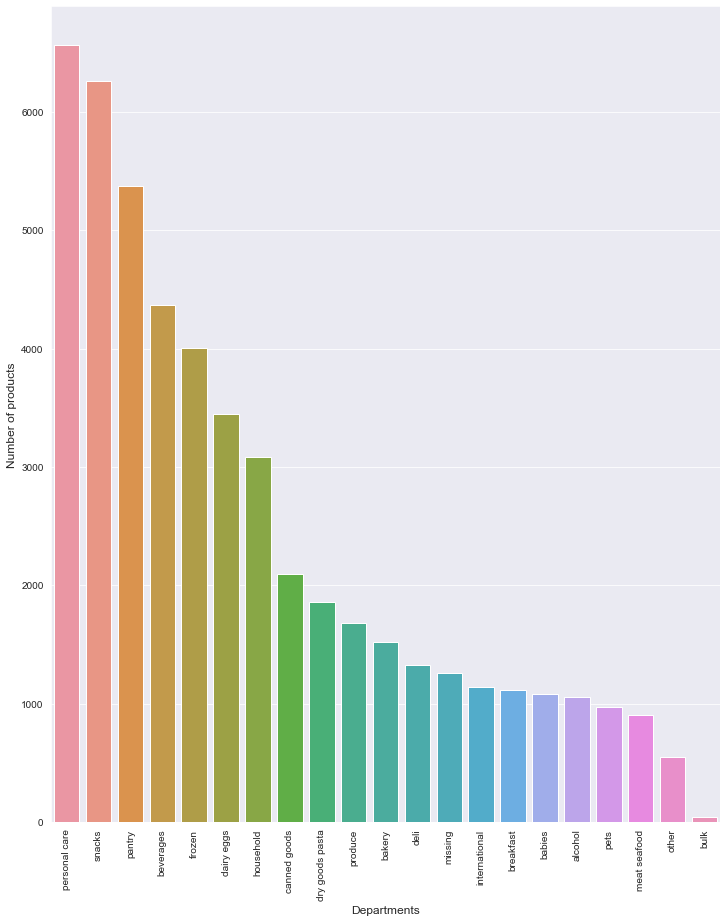 Number of products
6000
5000
4000
3000
2000
1000
0
personal care
snacks
pantry
beverages
frozen
dairy eggs
household
canned goods
dry goods pasta
produce
bakery
deli
missing
international
breakfast
babies
alcohol
pets
meat seafood
other
bulk
Departments